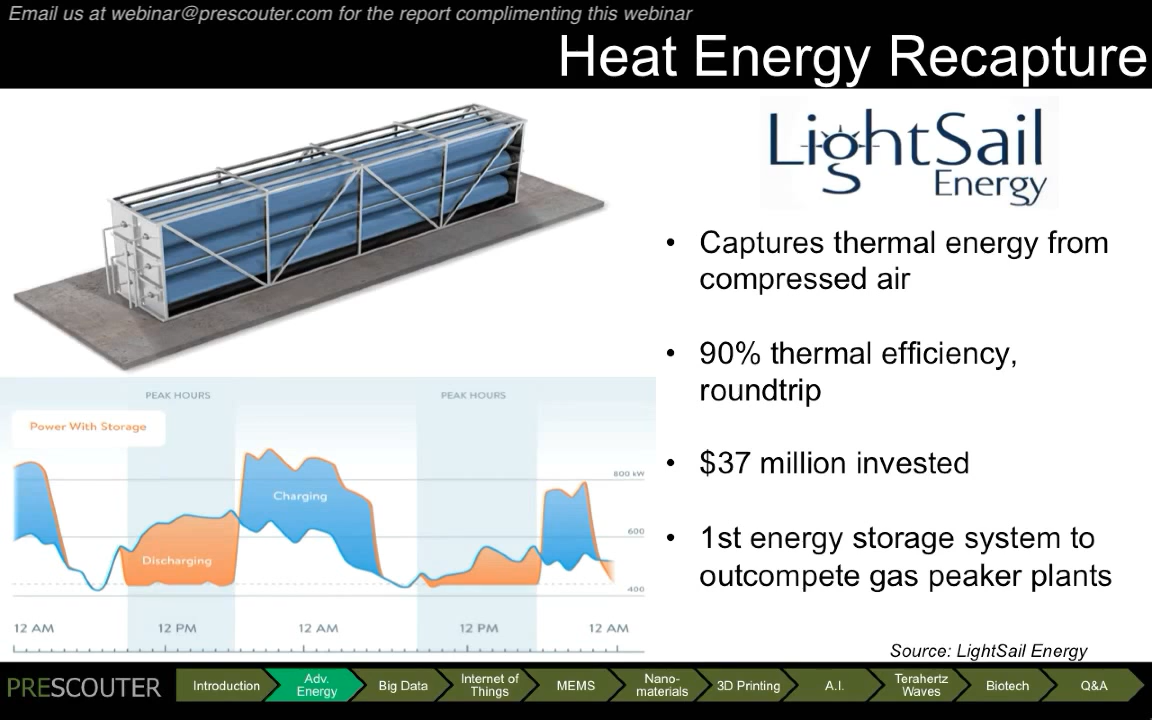 Email us at webinar@prescouter.com for the report complimenting this webinar
Heat Energy Recapture
LightSail
Energy
• Captures thermal energy from
compressed air
• 90% thermal efficiency,
roundtrip
• $37 million invested
• 1st energy storage system to
outcompete gas peaker plants
PEAK HOURS
PEAK HOURS
Power With Storage
800 kW
Charging
600
Discharging
400
12 AM
12 PM
12 AM
12 PM
12 AM
Source: LightSail Energy
PRESCOUTER
Introduction
Adv.
Energy
Big Data
Internet of
Things
MEMS
Nano-
materials
3D Printing
A.I.
Terahertz
Waves
Biotech
Q&A